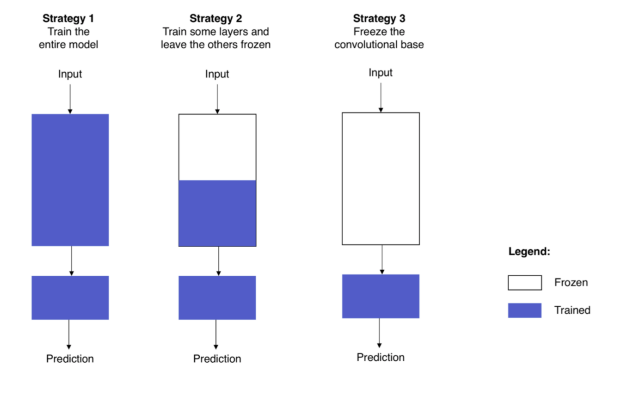 Strategy 1
Train the
entire model
Input
Prediction
Strategy 2
Train some layers and
leave the others frozen
Input
Prediction
Strategy 3
Freeze the
convolutional base
Input
Prediction
Legend:
Frozen
Trained